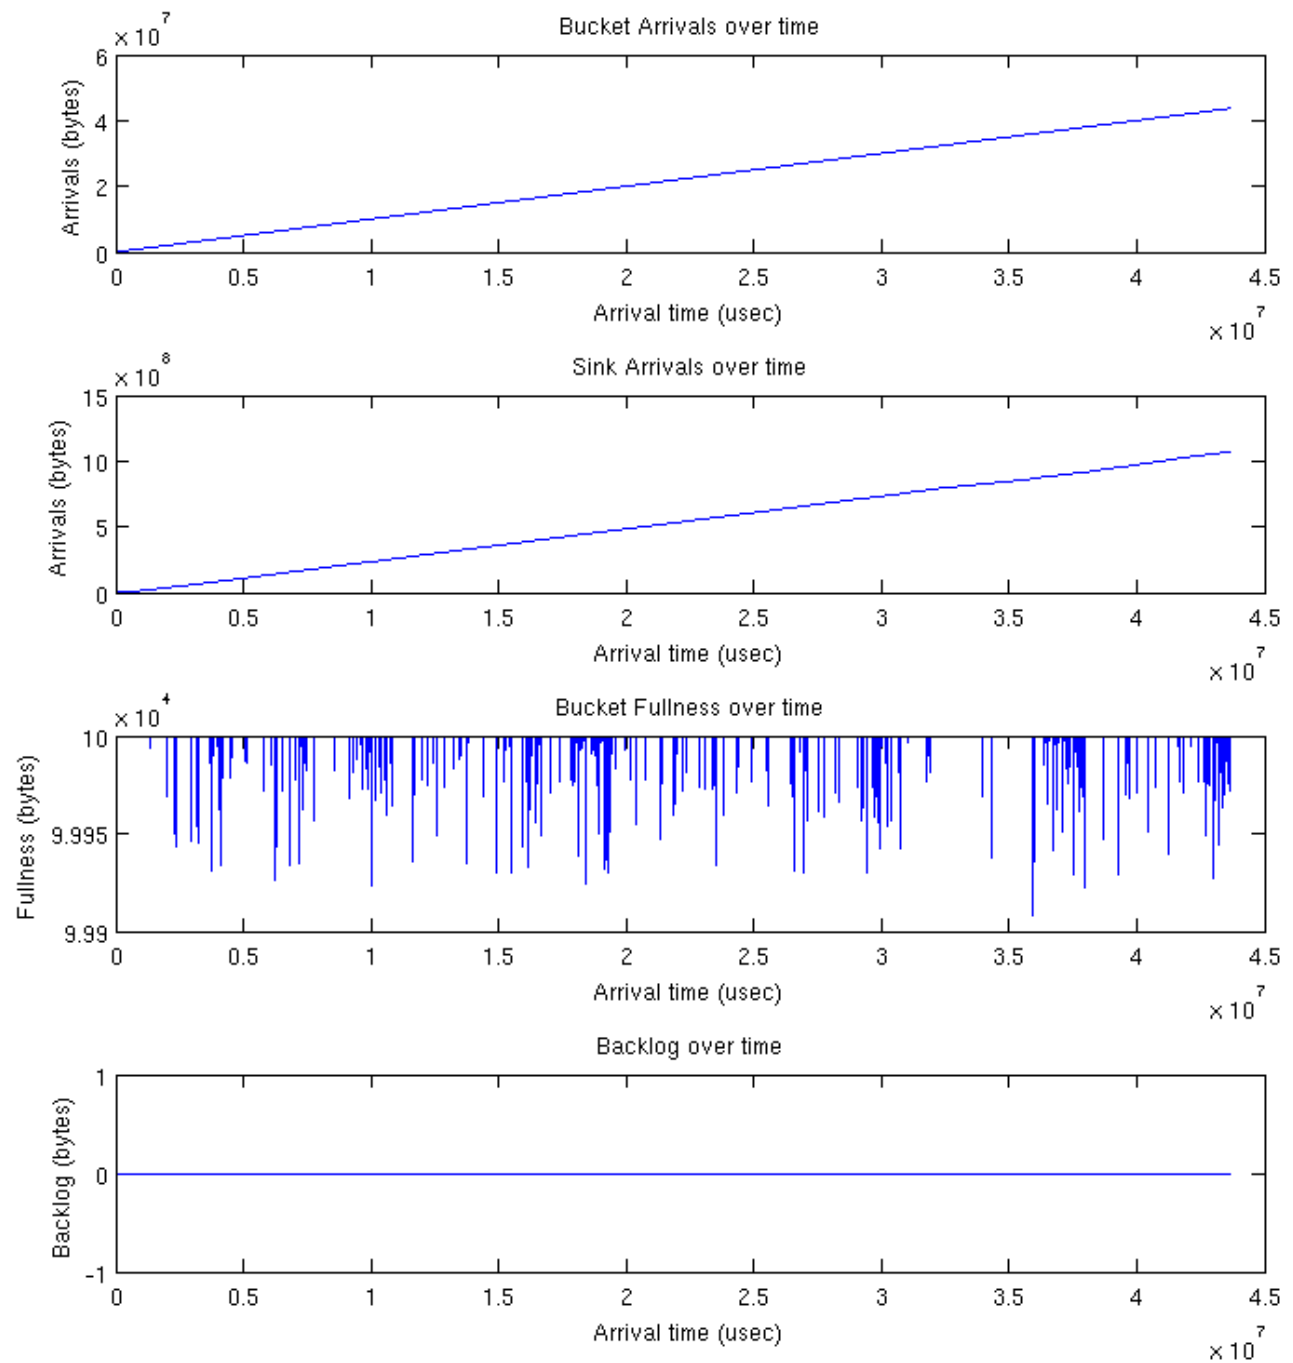 Bucket Arrivals over time
× 10^7
6
4
2
0
Arrivals (bytes)
0 0.5 1 1.5 2 2.5 3 3.5 4 4.5
Arrival time (usec)
× 10^7
Sink Arrivals over time
× 10^8
15
10
5
0
Arrivals (bytes)
0 0.5 1 1.5 2 2.5 3 3.5 4 4.5
Arrival time (usec)
× 10^7
Bucket Fullness over time
× 10^4
10
9.995
9.99
Fullness (bytes)
0 0.5 1 1.5 2 2.5 3 3.5 4 4.5
Arrival time (usec)
× 10^7
Backlog over time
1
0
-1
Backlog (bytes)
0 0.5 1 1.5 2 2.5 3 3.5 4 4.5
Arrival time (usec)
× 10^7